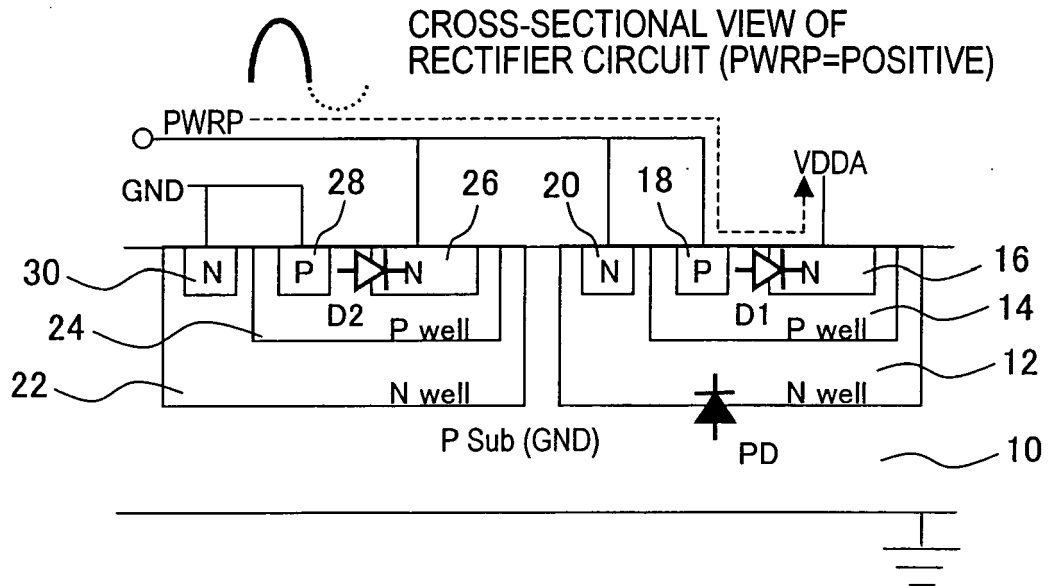 CROSS-SECTIONAL VIEW OF
RECTIFIER CIRCUIT (PWRP=POSITIVE)
PWRP
VDDA
GND
28
26
20
18
N
P
N
N
P
N
30
16
D2
D1
24
P well
P well
14
22
N well
N well
12
P Sub (GND)
PD
10